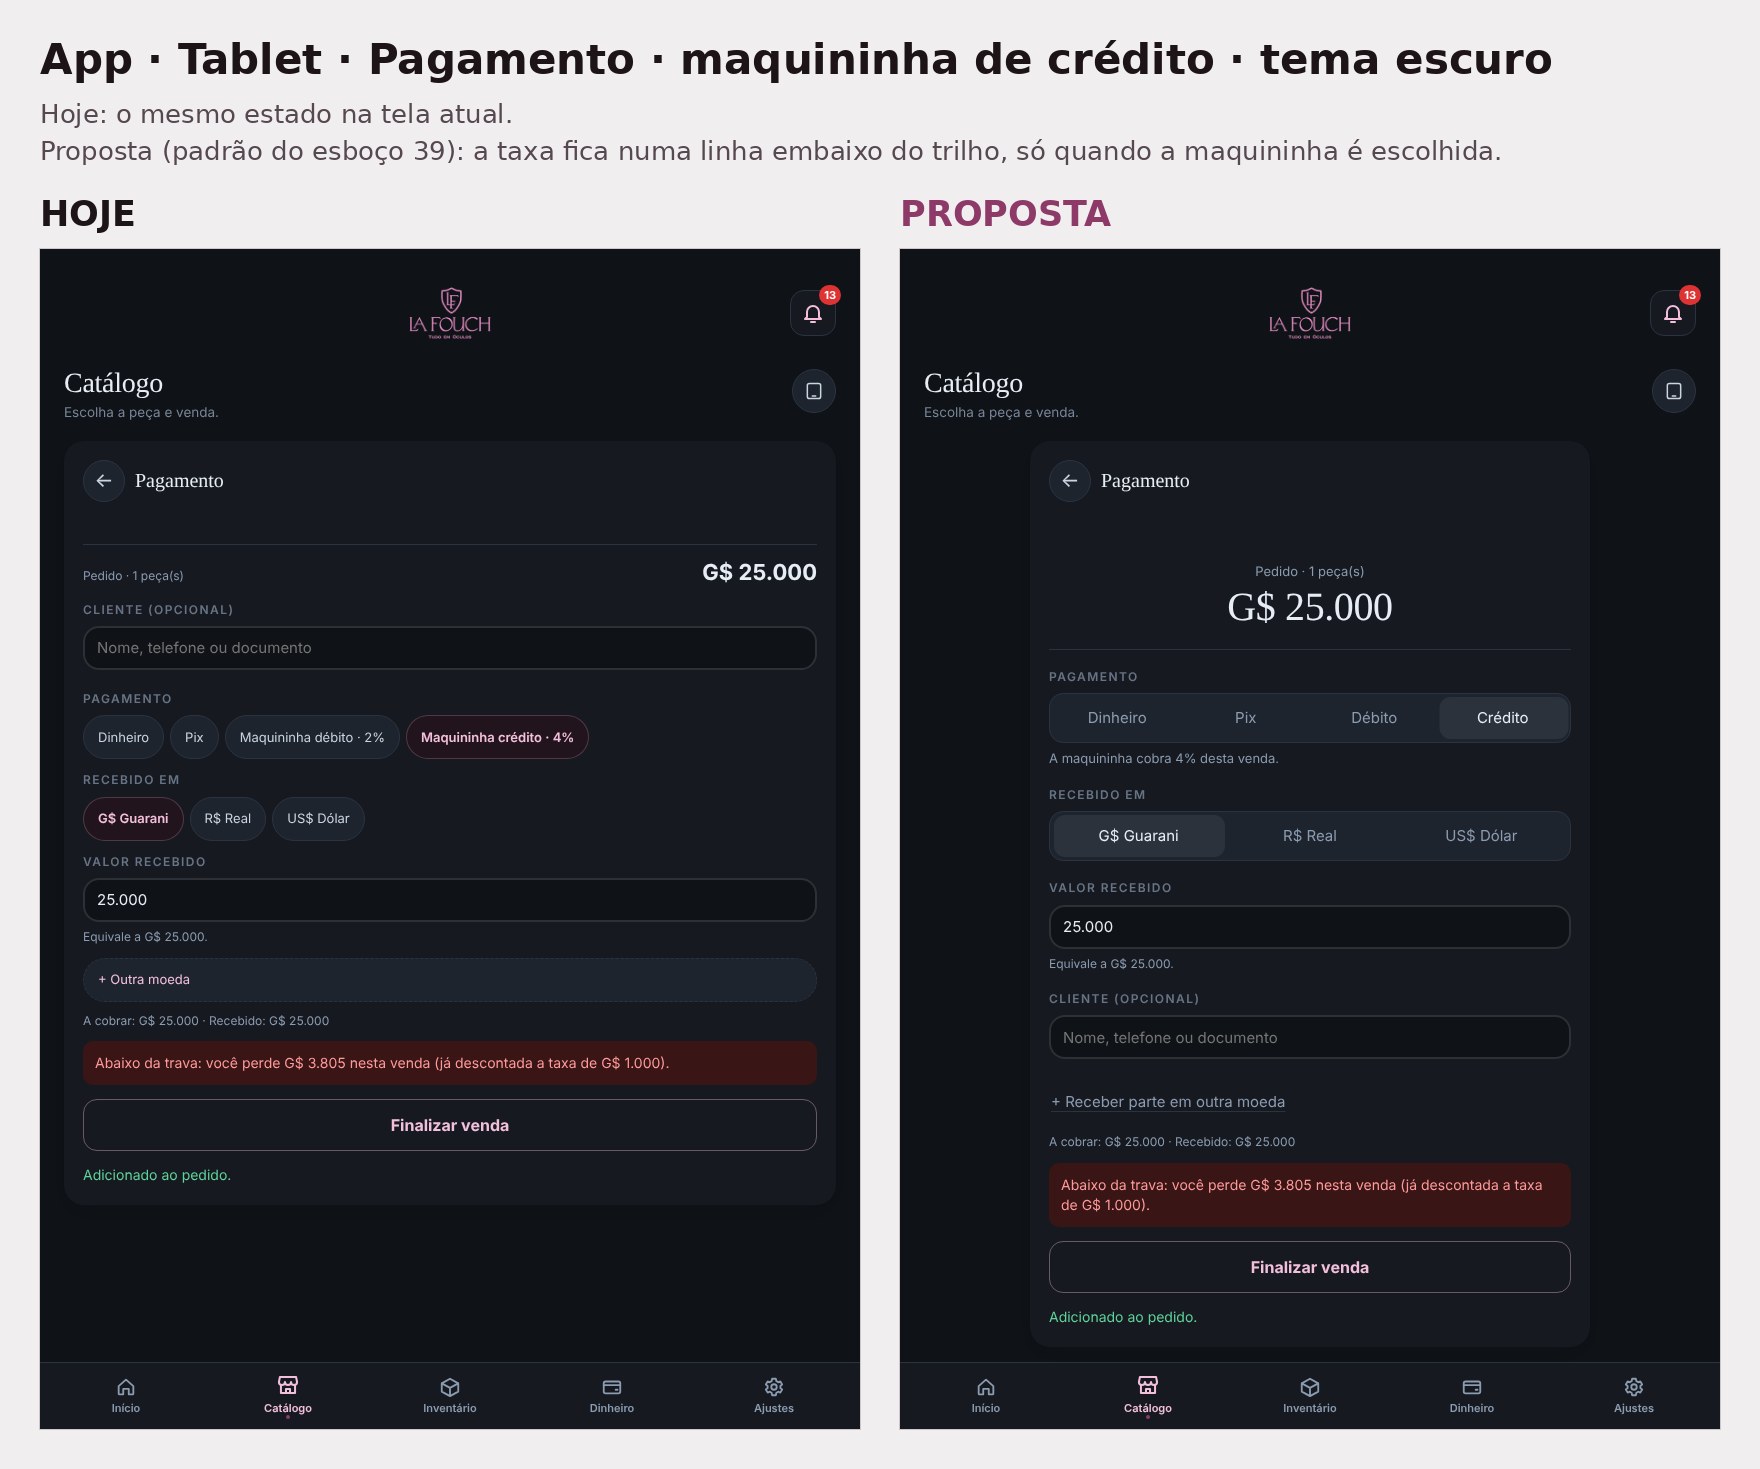 App · Tablet · Pagamento · maquininha de crédito · tema escuro
Hoje: o mesmo estado na tela atual.
Proposta (padrão do esboço 39): a taxa fica numa linha embaixo do trilho, só quando a maquininha é escolhida.
HOJE
LA FOUCH
TUDO EM ÓCULOS
13
Catálogo
Escolha a peça e venda.
Pagamento
Pedido · 1 peça(s)
G$ 25.000
CLIENTE (OPCIONAL)
Nome, telefone ou documento
PAGAMENTO
Dinheiro
Pix
Maquininha débito · 2%
Maquininha crédito · 4%
RECEBIDO EM
G$ Guarani
R$ Real
US$ Dólar
VALOR RECEBIDO
25.000
Equivale a G$ 25.000.
+ Outra moeda
A cobrar: G$ 25.000 · Recebido: G$ 25.000
Abaixo da trava: você perde G$ 3.805 nesta venda (já descontada a taxa de G$ 1.000).
Finalizar venda
Adicionado ao pedido.
Início
Catálogo
Inventário
Dinheiro
Ajustes
PROPOSTA
LA FOUCH
TUDO EM ÓCULOS
13
Catálogo
Escolha a peça e venda.
Pagamento
Pedido · 1 peça(s)
G$ 25.000
PAGAMENTO
Dinheiro
Pix
Débito
Crédito
A maquininha cobra 4% desta venda.
RECEBIDO EM
G$ Guarani
R$ Real
US$ Dólar
VALOR RECEBIDO
25.000
Equivale a G$ 25.000.
CLIENTE (OPCIONAL)
Nome, telefone ou documento
+ Receber parte em outra moeda
A cobrar: G$ 25.000 · Recebido: G$ 25.000
Abaixo da trava: você perde G$ 3.805 nesta venda (já descontada a taxa
de G$ 1.000).
Finalizar venda
Adicionado ao pedido.
Início
Catálogo
Inventário
Dinheiro
Ajustes